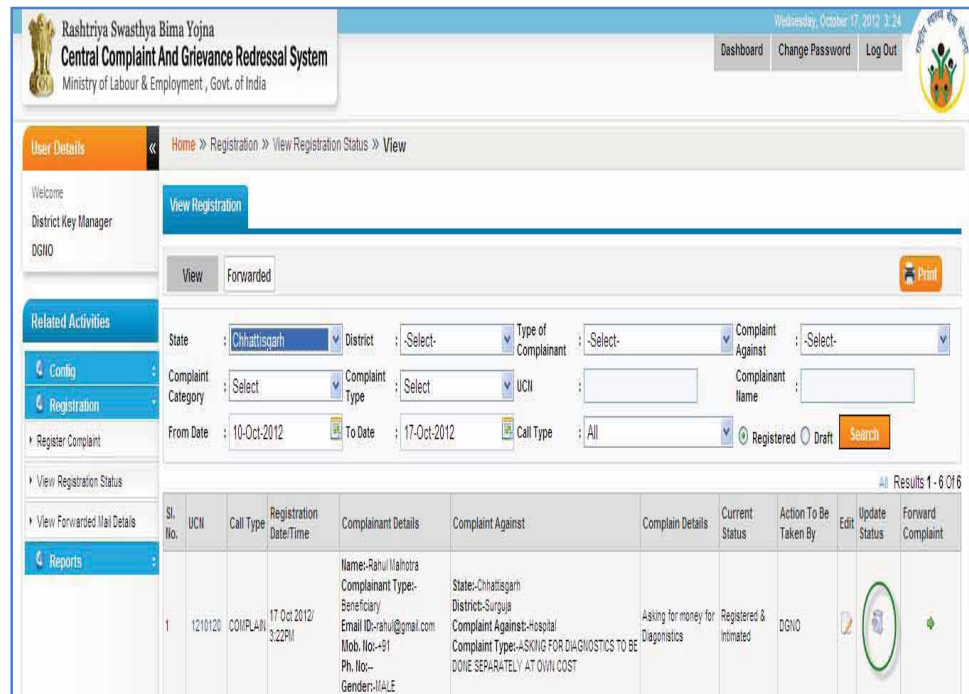 Wednesday, October 17, 2012 3:24
Rashtriya Swasthya Bima Yojna
Central Complaint And Grievance Redressal System
Ministry of Labour & Employment , Govt. of India
Dashboard Change Password Log Out
User Details «
Home » Registration » View Registration Status » View
Welcome
District Key Manager
DGNO
View Registration
View Forwarded Print
Related Activities
Config
Registration
Register Complaint
View Registration Status
View Forwarded Mail Details
Reports
State : Chhattisgarh District : -Select- Type of Complainant : -Select- Complaint Against : -Select-
Complaint Category : Select Complaint Type : Select UCN : Complainant Name :
From Date : 10-Oct-2012 To Date : 17-Oct-2012 Call Type : All Registered Draft Search
All Results 1 - 6 Of 6
Sl. No. UCN Call Type Registration Date/Time Complainant Details Complaint Against Complain Details Current Status Action To Be Taken By Edit Update Status Forward Complaint
1 1210120 COMPLAIN 17 Oct 2012/ 3:22PM
Name:-Rahul Malhotra
Complainant Type:-
Beneficiary
Email ID:-rahul@gmail.com
Mob. No:-+91
Ph. No:--
Gender:-MALE
State:-Chhattisgarh
District:-Surguja
Complaint Against:-Hospital
Complaint Type:-ASKING FOR DIAGNOSTICS TO BE
DONE SEPARATELY AT OWN COST
Asking for money for
Diagonistics
Registered &
Intimated
DGNO